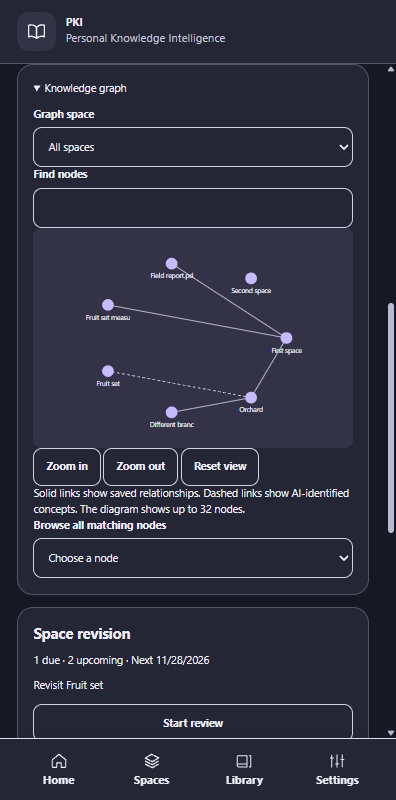 PKI
Personal Knowledge Intelligence
Knowledge graph
Graph space
All spaces
Find nodes
Field report.pd
Second space
Fruit set measu
First space
Fruit set
Orchard
Different branc
Zoom in
Zoom out
Reset view
Solid links show saved relationships. Dashed links show AI-identified
concepts. The diagram shows up to 32 nodes.
Browse all matching nodes
Choose a node
Space revision
1 due · 2 upcoming · Next 11/28/2026
Revisit Fruit set
Start review
Home
Spaces
Library
Settings